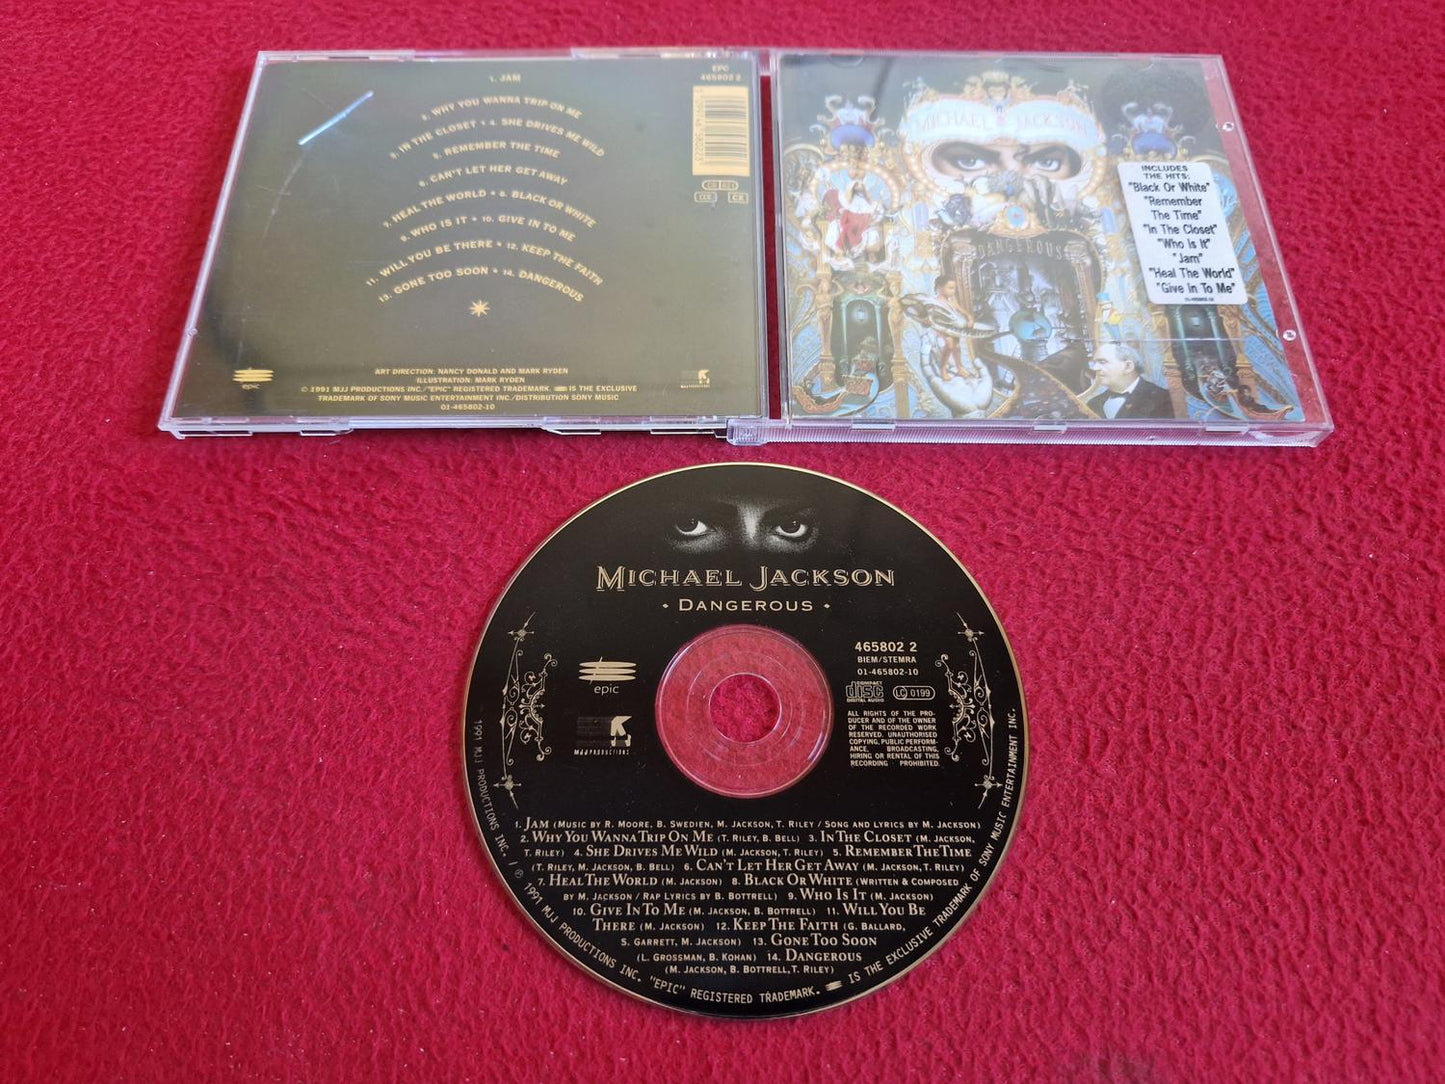 1. JAM
2. WHY YOU WANNA TRIP ON ME
3. IN THE CLOSET • 4. SHE DRIVES ME WILD
5. REMEMBER THE TIME
6. CAN'T LET HER GET AWAY
7. HEAL THE WORLD • 8. BLACK OR WHITE
9. WHO IS IT • 10. GIVE IN TO ME
11. WILL YOU BE THERE • 12. KEEP THE FAITH
13. GONE TOO SOON • 14. DANGEROUS
EPC
465802 2
epic
ART DIRECTION: NANCY DONALD AND MARK RYDEN
ILLUSTRATION: MARK RYDEN
© 1991 MJJ PRODUCTIONS INC./"EPIC" REGISTERED TRADEMARK. IS THE EXCLUSIVE
TRADEMARK OF SONY MUSIC ENTERTAINMENT INC./DISTRIBUTION SONY MUSIC
01-465802-10
MICHAEL JACKSON
DANGEROUS
INCLUDES
THE HITS:
"Black Or White"
"Remember
The Time"
"In The Closet"
"Who Is It"
"Jam"
"Heal The World"
"Give In To Me"
MICHAEL JACKSON
• DANGEROUS •
epic
MJJ PRODUCTIONS
465802 2
BIEM/STEMRA
01-465802-10
COMPACT
disc
DIGITAL AUDIO
LC 0199
ALL RIGHTS OF THE PRO-
DUCER AND OF THE OWNER
OF THE RECORDED WORK
RESERVED. UNAUTHORISED
COPYING, PUBLIC PERFORM-
ANCE, BROADCASTING,
HIRING OR RENTAL OF THIS
RECORDING PROHIBITED.
1. JAM (MUSIC BY R. MOORE, B. SWEDIEN, M. JACKSON, T. RILEY / SONG AND LYRICS BY M. JACKSON)
2. WHY YOU WANNA TRIP ON ME (T. RILEY, B. BELL) 3. IN THE CLOSET (M. JACKSON,
T. RILEY) 4. SHE DRIVES ME WILD (M. JACKSON, T. RILEY) 5. REMEMBER THE TIME
(T. RILEY, M. JACKSON, B. BELL) 6. CAN'T LET HER GET AWAY (M. JACKSON, T. RILEY)
7. HEAL THE WORLD (M. JACKSON) 8. BLACK OR WHITE (WRITTEN & COMPOSED
BY M. JACKSON / RAP LYRICS BY B. BOTTRELL) 9. WHO IS IT (M. JACKSON)
10. GIVE IN TO ME (M. JACKSON, B. BOTTRELL) 11. WILL YOU BE
THERE (M. JACKSON) 12. KEEP THE FAITH (G. BALLARD,
S. GARRETT, M. JACKSON) 13. GONE TOO SOON
(L. GROSSMAN, B. KOHAN) 14. DANGEROUS
(M. JACKSON, B. BOTTRELL, T. RILEY)
1991 MJJ PRODUCTIONS INC. / ℗ 1991 MJJ PRODUCTIONS INC. "EPIC" REGISTERED TRADEMARK. IS THE EXCLUSIVE TRADEMARK OF SONY MUSIC ENTERTAINMENT INC.